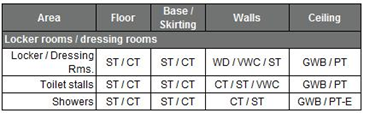 Area Floor Base / Skirting Walls Ceiling
Locker rooms / dressing rooms
Locker / Dressing Rms. ST / CT ST / CT WD / VWC / ST GWB / PT
Toilet stalls ST / CT ST / CT CT / ST / VWC GWB / PT
Showers ST / CT ST / CT CT / ST GWB / PT-E